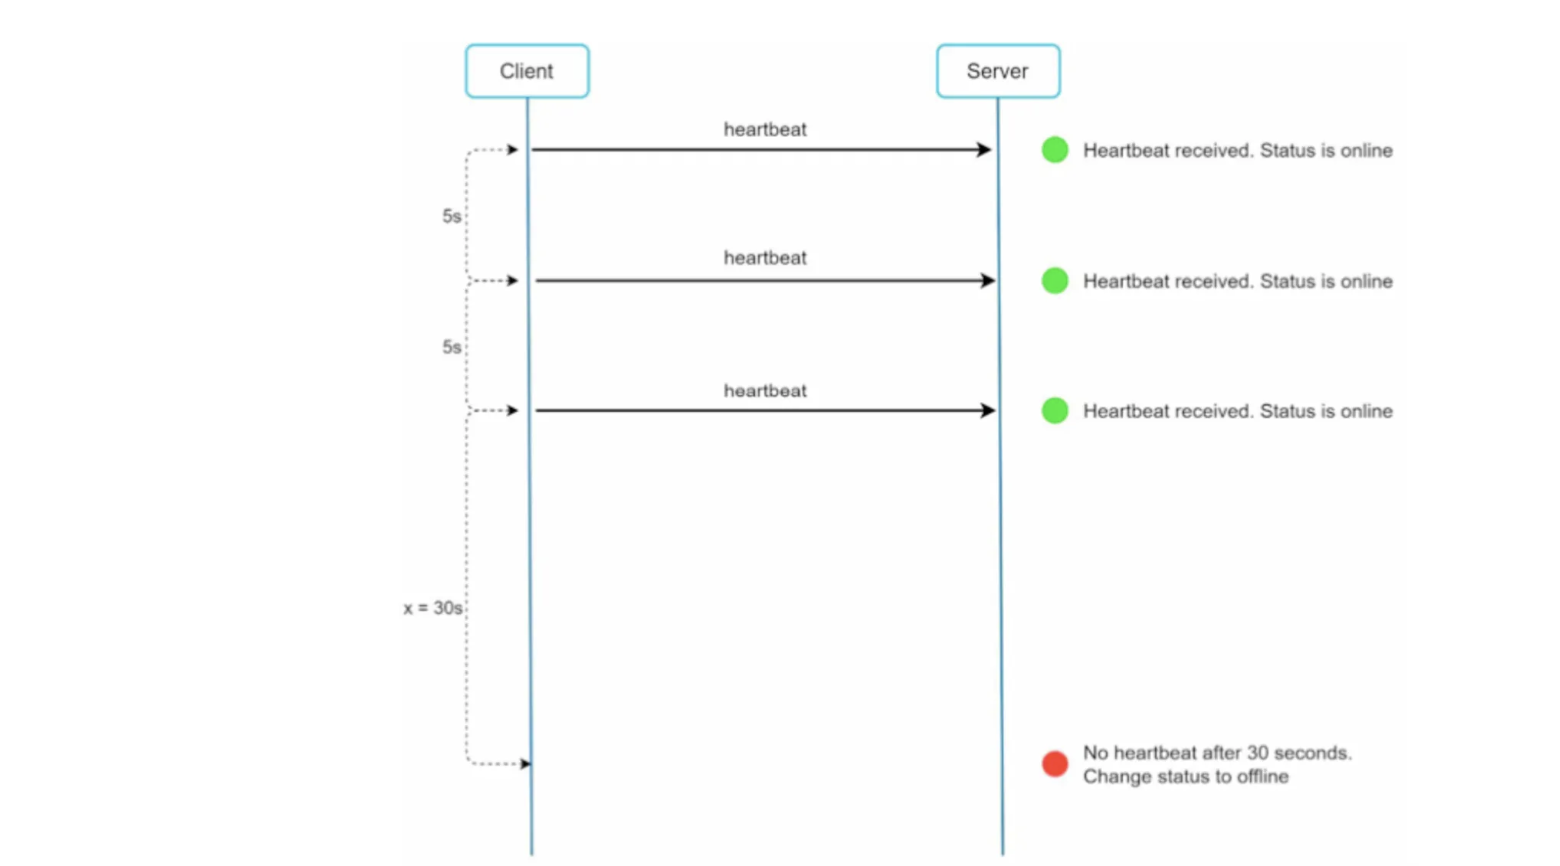 Client
Server
heartbeat
Heartbeat received. Status is online
5s
heartbeat
Heartbeat received. Status is online
5s
heartbeat
Heartbeat received. Status is online
x = 30s
No heartbeat after 30 seconds.
Change status to offline